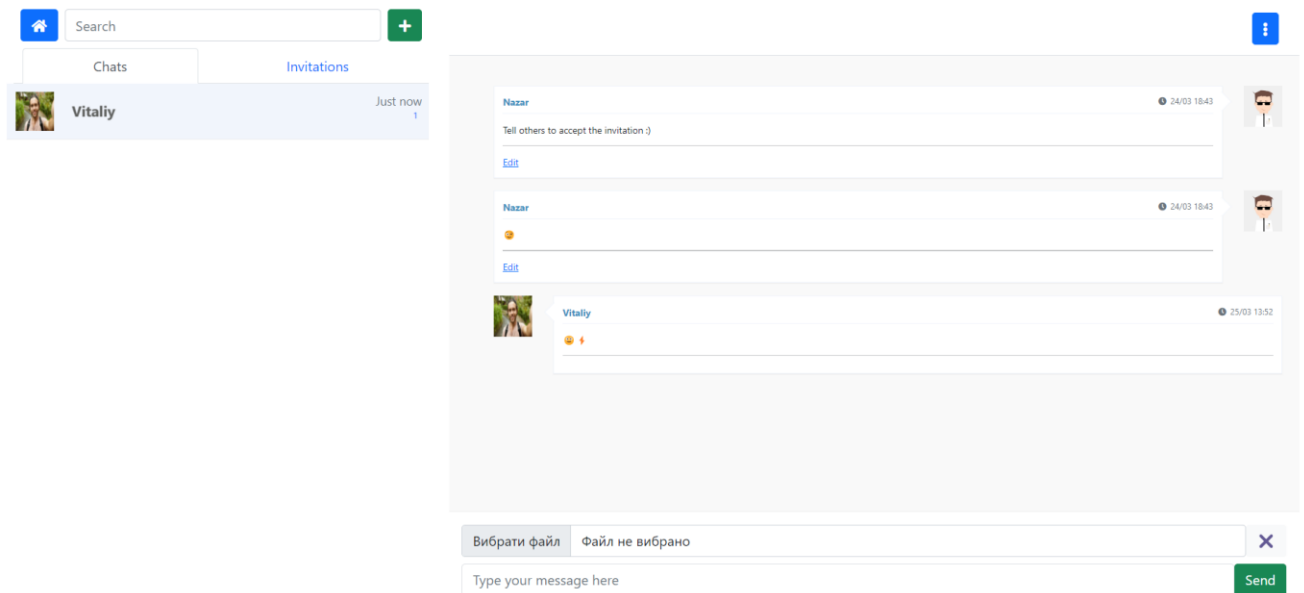 Search
Chats
Invitations
Vitaliy
Just now
1
Nazar
24/03 18:43
Tell others to accept the invitation :)
Edit
Nazar
24/03 18:43
Edit
Vitaliy
25/03 13:52
Вибрати файл
Файл не вибрано
Type your message here
Send